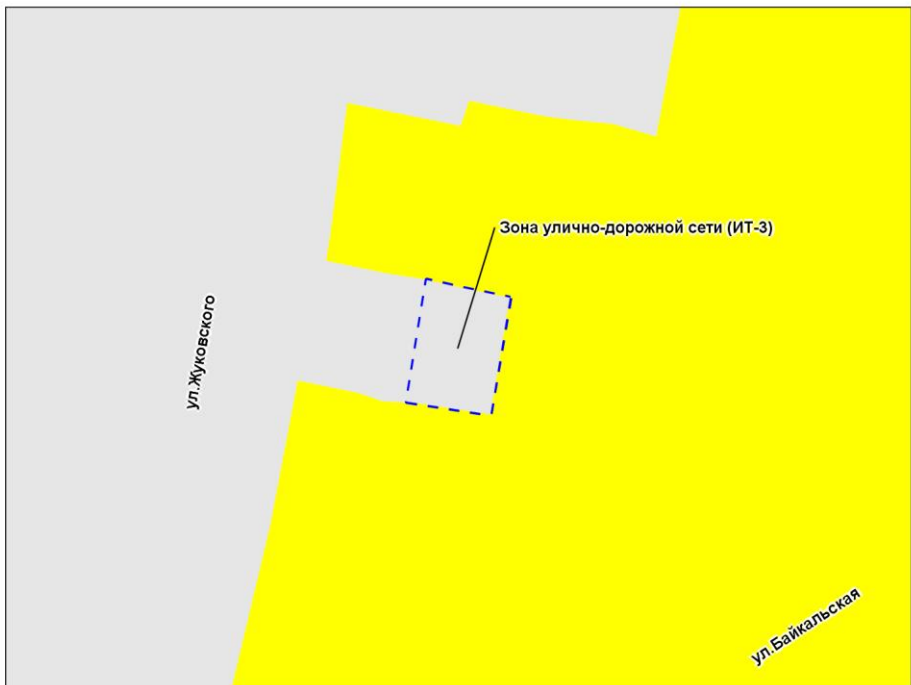 Зона улично-дорожной сети (ИТ-3)
ул.Жуковского
ул.Байкальская